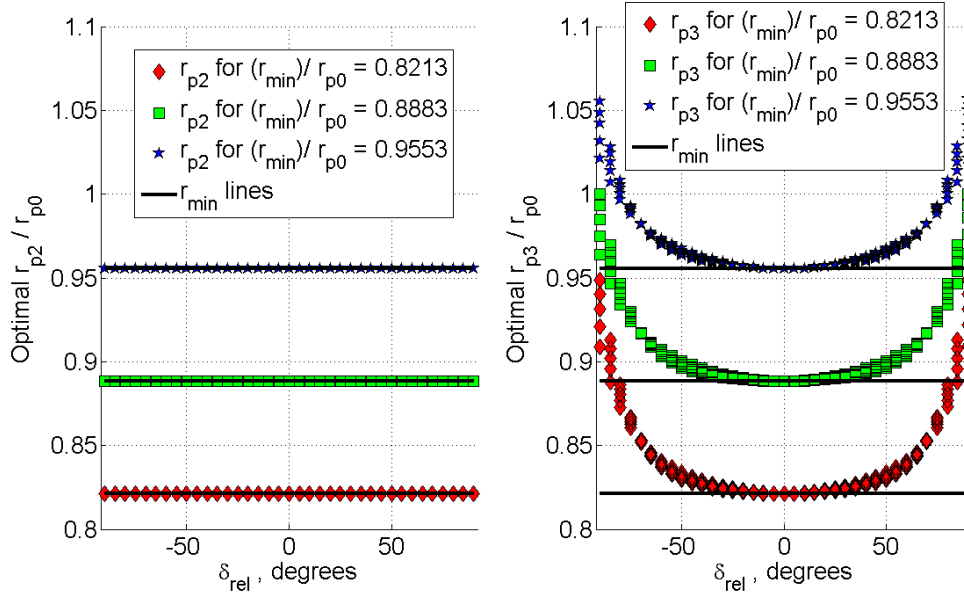 1.1
1.05
1
0.95
0.9
0.85
0.8
Optimal r_p2 / r_p0
r_p2 for (r_min)/ r_p0 = 0.8213
r_p2 for (r_min)/ r_p0 = 0.8883
r_p2 for (r_min)/ r_p0 = 0.9553
r_min lines
-50 0 50
δ_rel , degrees
1.1
1.05
1
0.95
0.9
0.85
0.8
Optimal r_p3 / r_p0
r_p3 for (r_min)/ r_p0 = 0.8213
r_p3 for (r_min)/ r_p0 = 0.8883
r_p3 for (r_min)/ r_p0 = 0.9553
r_min lines
-50 0 50
δ_rel , degrees